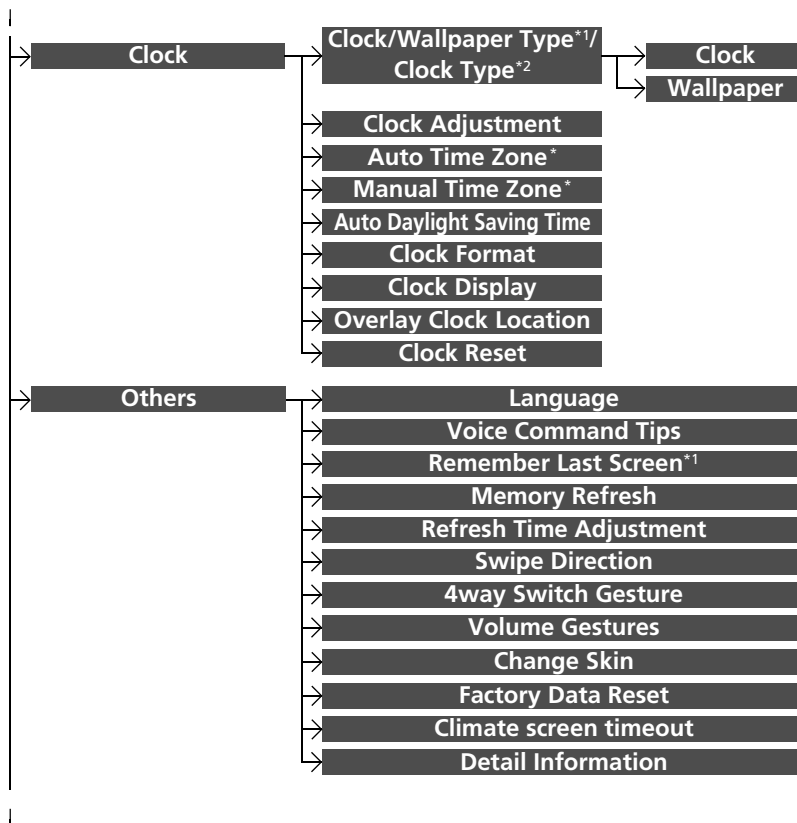 Clock
Clock/Wallpaper Type*1/
Clock Type*2
Clock
Wallpaper
Clock Adjustment
Auto Time Zone*
Manual Time Zone*
Auto Daylight Saving Time
Clock Format
Clock Display
Overlay Clock Location
Clock Reset
Others
Language
Voice Command Tips
Remember Last Screen*1
Memory Refresh
Refresh Time Adjustment
Swipe Direction
4way Switch Gesture
Volume Gestures
Change Skin
Factory Data Reset
Climate screen timeout
Detail Information